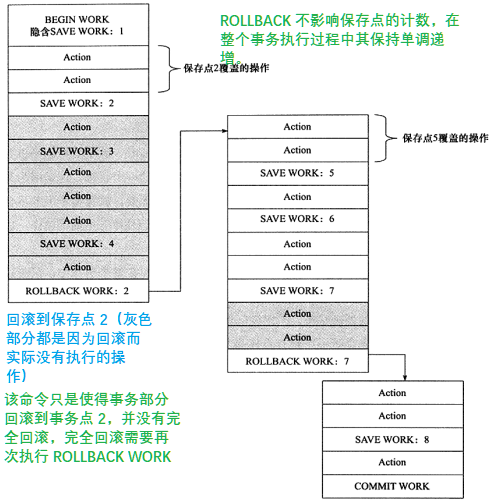 BEGIN WORK
隐含SAVE WORK：1
Action
Action
SAVE WORK：2
Action
SAVE WORK：3
Action
Action
Action
SAVE WORK：4
Action
ROLLBACK WORK：2
保存点2覆盖的操作
ROLLBACK 不影响保存点的计数，在
整个事务执行过程中其保持单调递
增。
Action
Action
SAVE WORK：5
Action
SAVE WORK：6
Action
Action
SAVE WORK：7
Action
Action
ROLLBACK WORK：7
保存点5覆盖的操作
回滚到保存点 2（灰色
部分都是因为回滚而
实际没有执行的操
作）
该命令只是使得事务部分
回滚到事务点 2，并没有完
全回滚，完全回滚需要再
次执行 ROLLBACK WORK
Action
Action
SAVE WORK：8
Action
COMMIT WORK